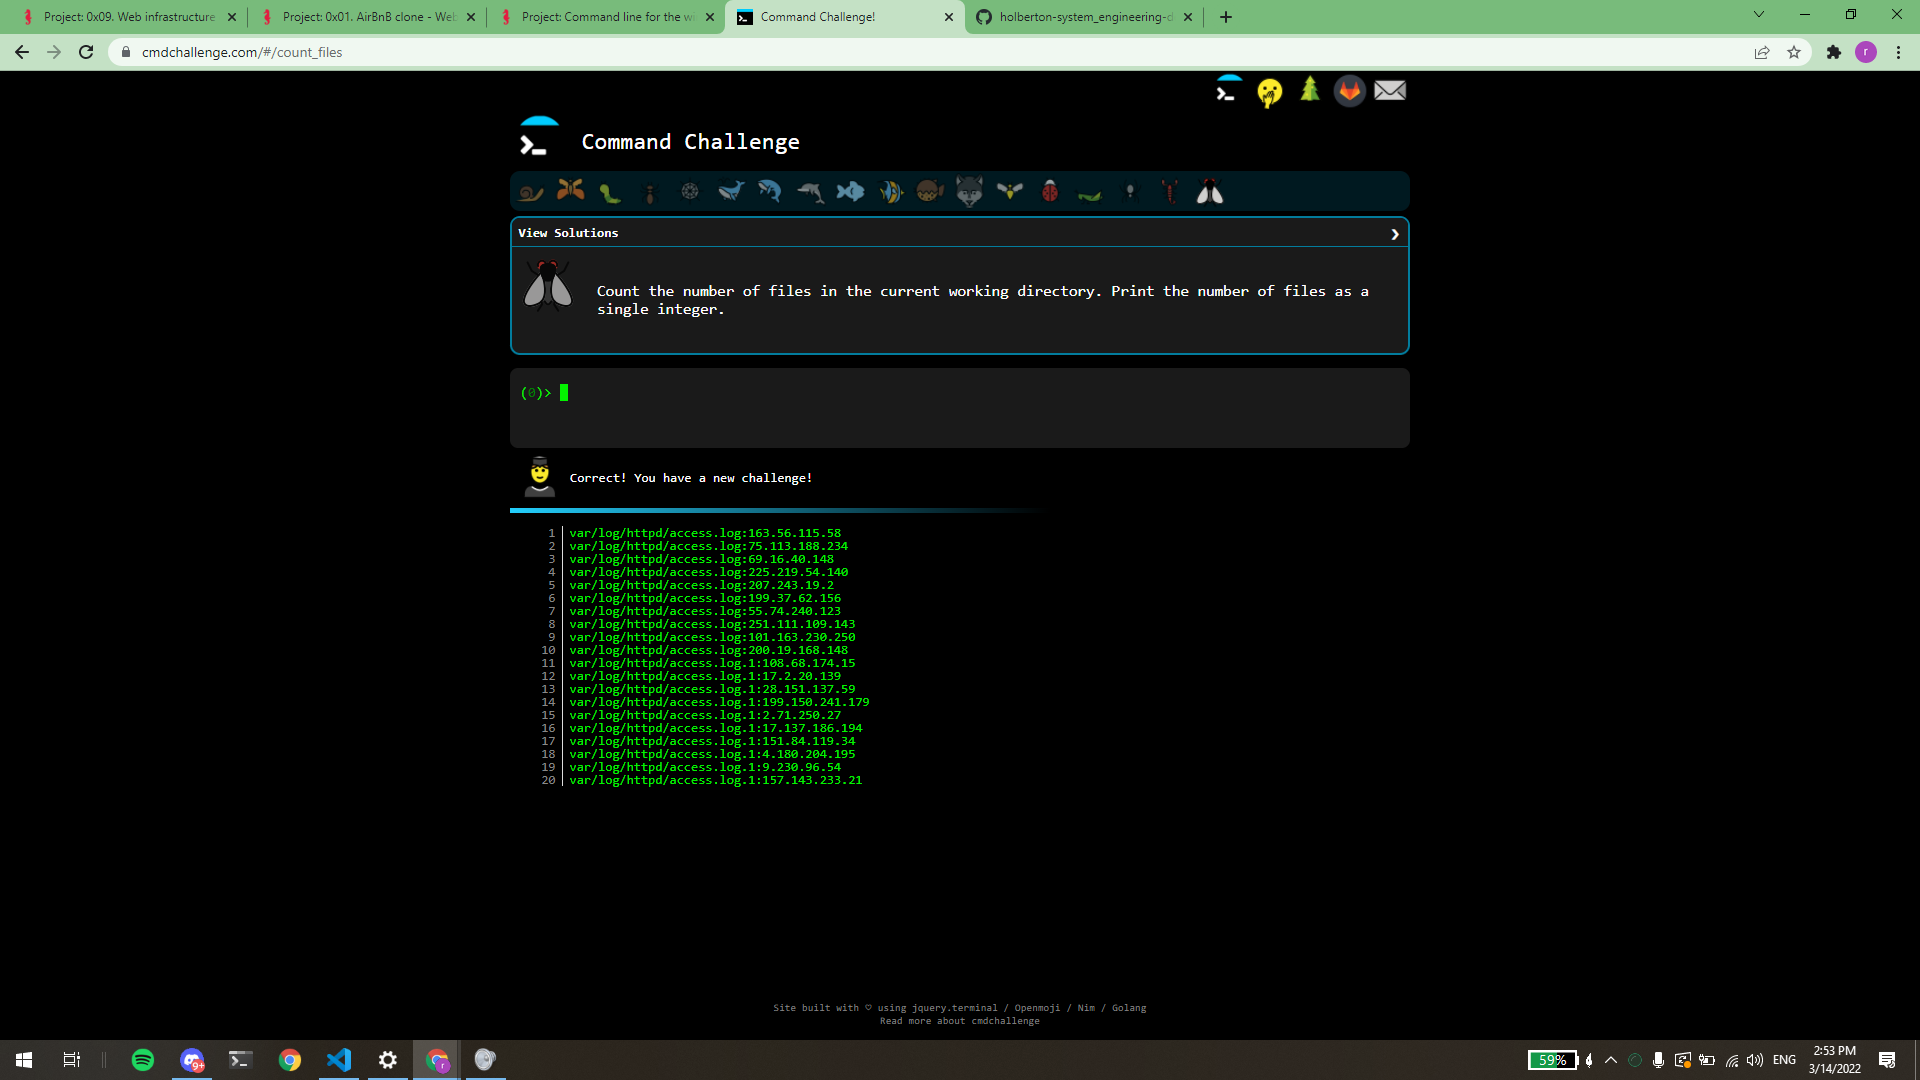 Project: 0x09. Web infrastructure
Project: 0x01. AirBnB clone - Web
Project: Command line for the w
Command Challenge!
holberton-system_engineering-d
cmdchallenge.com/#/count_files
r
Command Challenge
View Solutions
Count the number of files in the current working directory. Print the number of files as a
single integer.
(0)>
Correct! You have a new challenge!
1 var/log/httpd/access.log:163.56.115.58
2 var/log/httpd/access.log:75.113.188.234
3 var/log/httpd/access.log:69.16.40.148
4 var/log/httpd/access.log:225.219.54.140
5 var/log/httpd/access.log:207.243.19.2
6 var/log/httpd/access.log:199.37.62.156
7 var/log/httpd/access.log:55.74.240.123
8 var/log/httpd/access.log:251.111.109.143
9 var/log/httpd/access.log:101.163.230.250
10 var/log/httpd/access.log:200.19.168.148
11 var/log/httpd/access.log.1:108.68.174.15
12 var/log/httpd/access.log.1:17.2.20.139
13 var/log/httpd/access.log.1:28.151.137.59
14 var/log/httpd/access.log.1:199.150.241.179
15 var/log/httpd/access.log.1:2.71.250.27
16 var/log/httpd/access.log.1:17.137.186.194
17 var/log/httpd/access.log.1:151.84.119.34
18 var/log/httpd/access.log.1:4.180.204.195
19 var/log/httpd/access.log.1:9.230.96.54
20 var/log/httpd/access.log.1:157.143.233.21
Site built with ♡ using jquery.terminal / Openmoji / Nim / Golang
Read more about cmdchallenge
9+
r
59%
ENG
2:53 PM
3/14/2022